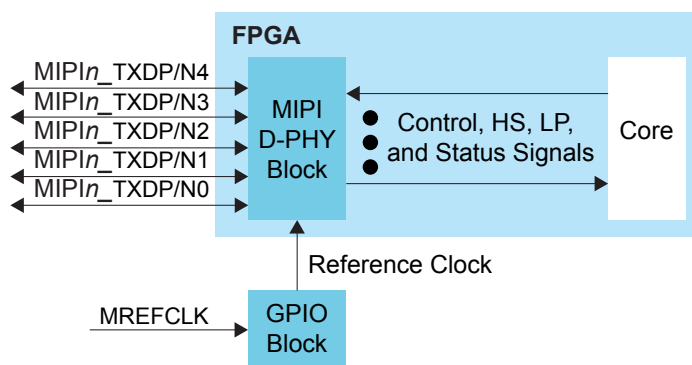 FPGA
MIPIn_TXDP/N4
MIPIn_TXDP/N3
MIPIn_TXDP/N2
MIPIn_TXDP/N1
MIPIn_TXDP/N0
MIPI
D-PHY
Block
Control, HS, LP,
and Status Signals
Core
Reference Clock
MREFCLK
GPIO
Block